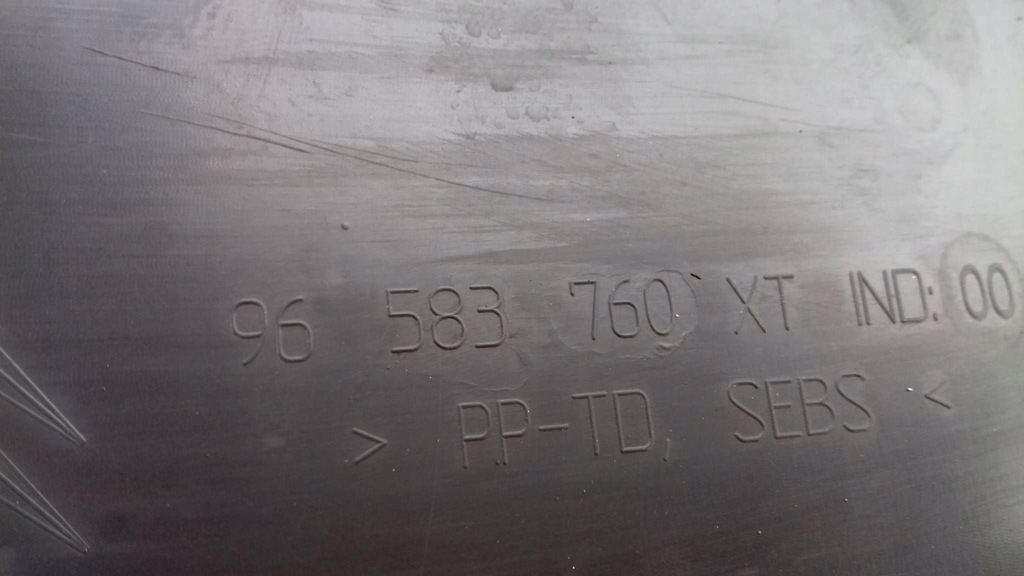 96 583 760 XT IND: 00
> PP-TD, SEBS <